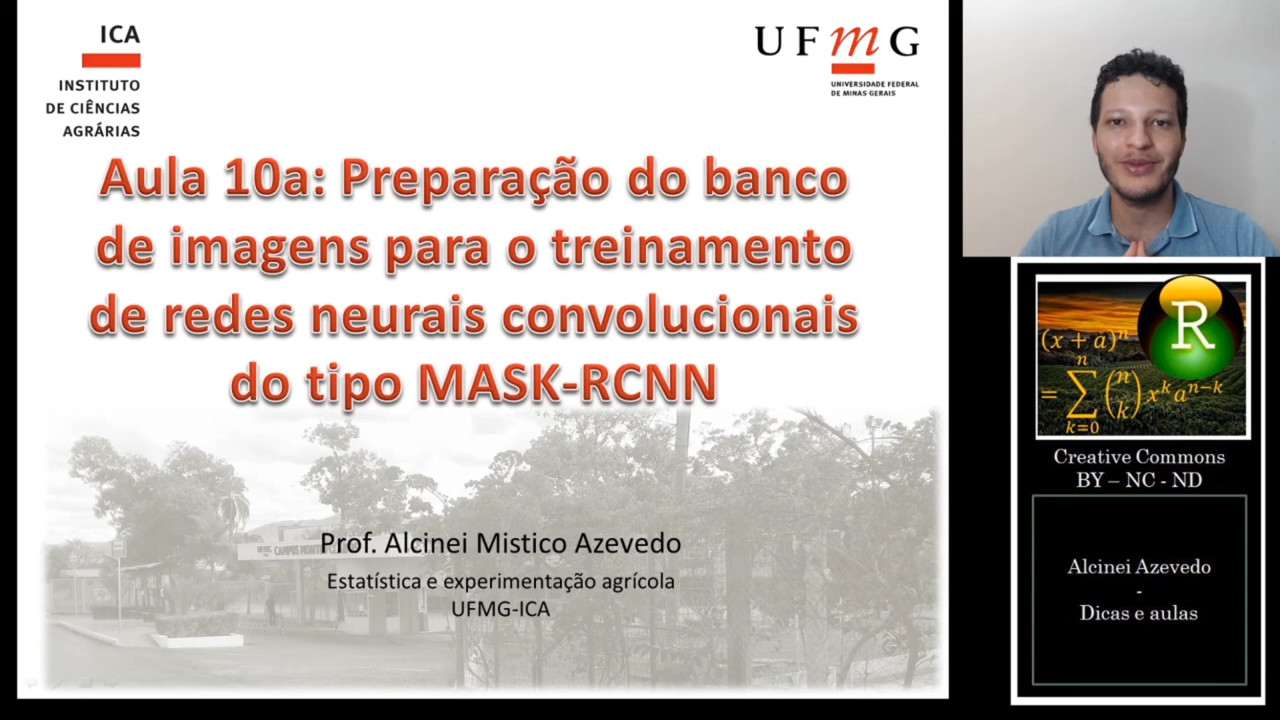 ICA
INSTITUTO
DE CIÊNCIAS
AGRÁRIAS
UFmG
UNIVERSIDADE FEDERAL
DE MINAS GERAIS
Aula 10a: Preparação do banco
de imagens para o treinamento
de redes neurais convolucionais
do tipo MASK-RCNN
Prof. Alcinei Mistico Azevedo
Estatística e experimentação agrícola
UFMG-ICA
R
(x + a)^n
= ∑_{k=0}^{n} (n k) x^k a^{n-k}
Creative Commons
BY – NC - ND
Alcinei Azevedo
-
Dicas e aulas